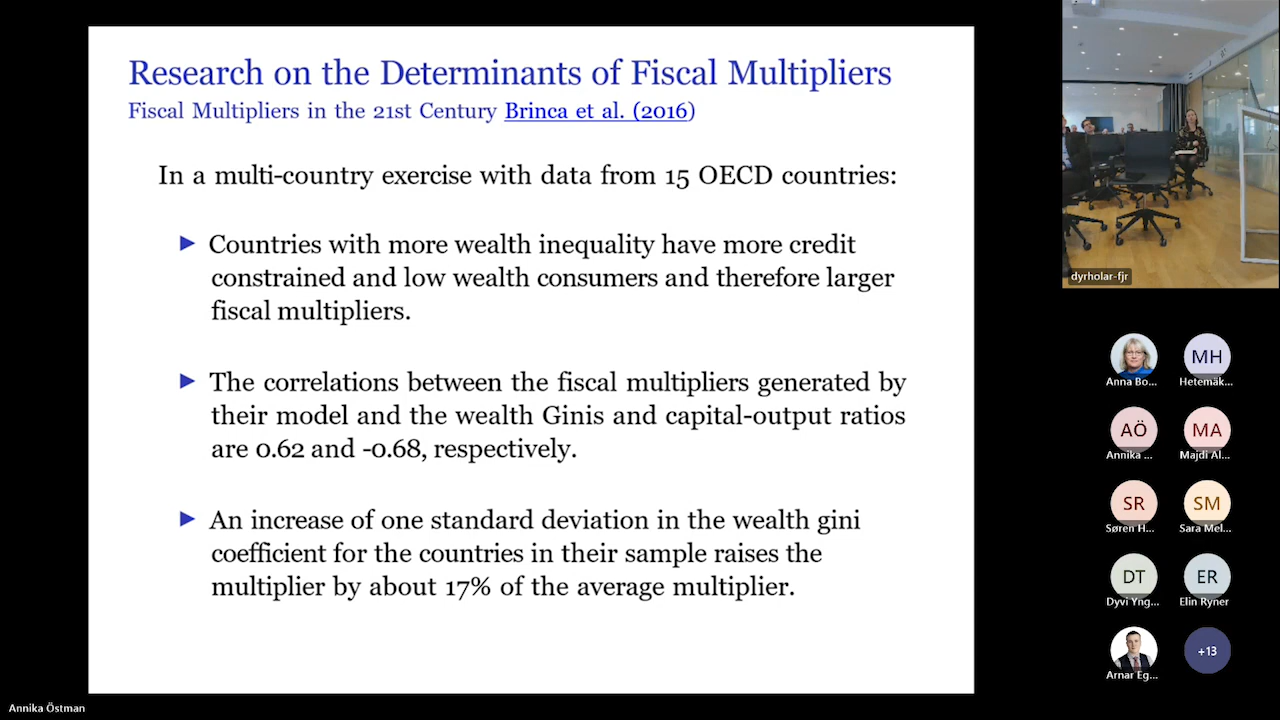 Research on the Determinants of Fiscal Multipliers
Fiscal Multipliers in the 21st Century Brinca et al. (2016)
In a multi-country exercise with data from 15 OECD countries:
Countries with more wealth inequality have more credit
constrained and low wealth consumers and therefore larger
fiscal multipliers.
The correlations between the fiscal multipliers generated by
their model and the wealth Ginis and capital-output ratios
are 0.62 and -0.68, respectively.
An increase of one standard deviation in the wealth gini
coefficient for the countries in their sample raises the
multiplier by about 17% of the average multiplier.
dyrholar-fjr
MH
Anna Bo...
Hetemäk...
AÖ
MA
Annika ...
Majdi Al...
SR
SM
Søren H...
Sara Mel...
DT
ER
Dyvi Yng...
Elin Ryner
+13
Arnar Eg...
Annika Östman